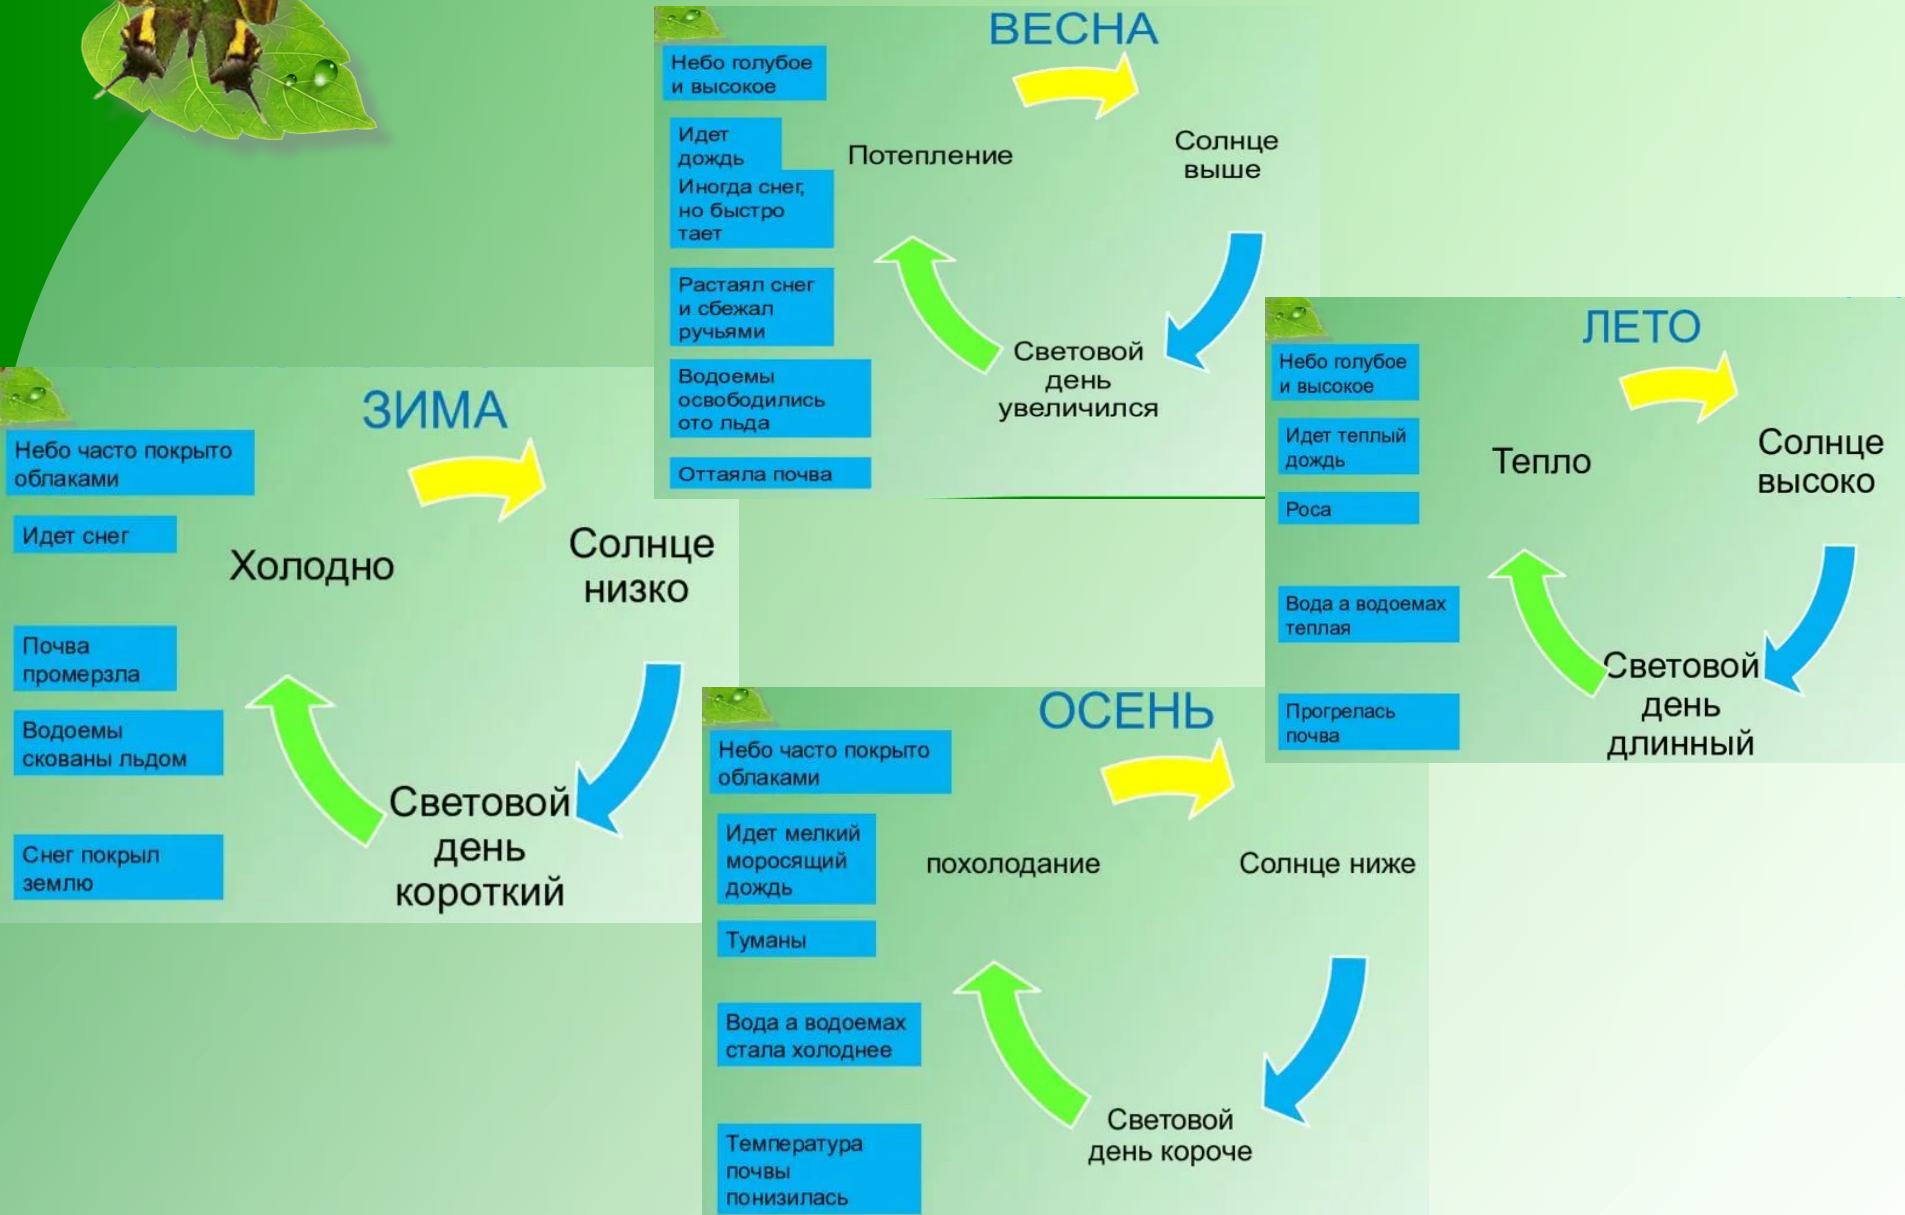 ВЕСНА
Небо голубое
и высокое
Идет
дождь
Иногда снег,
но быстро
тает
Растаял снег
и сбежал
ручьями
Водоемы
освободились
ото льда
Оттаяла почва
Потепление
Солнце
выше
Световой
день
увеличился
ЛЕТО
Небо голубое
и высокое
Идет теплый
дождь
Роса
Вода а водоемах
теплая
Прогрелась
почва
Тепло
Солнце
высоко
Световой
день
длинный
ЗИМА
Небо часто покрыто
облаками
Идет снег
Почва
промерзла
Водоемы
скованы льдом
Снег покрыл
землю
Холодно
Солнце
низко
Световой
день
короткий
ОСЕНЬ
Небо часто покрыто
облаками
Идет мелкий
моросящий
дождь
Туманы
Вода а водоемах
стала холоднее
Температура
почвы
понизилась
похолодание
Солнце ниже
Световой
день короче